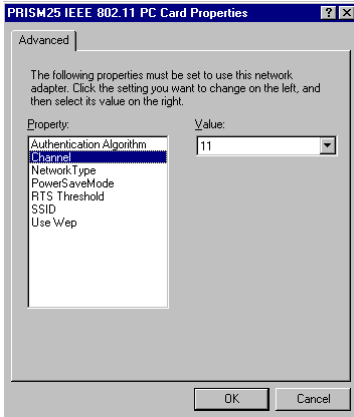 PRISM25 IEEE 802.11 PC Card Properties ? ×
Advanced
The following properties must be set to use this network
adapter. Click the setting you want to change on the left, and
then select its value on the right.
Property:
Value:
Authentication Algorithm
11
Channel
NetworkType
PowerSaveMode
RTS Threshold
SSID
Use Wep
OK
Cancel